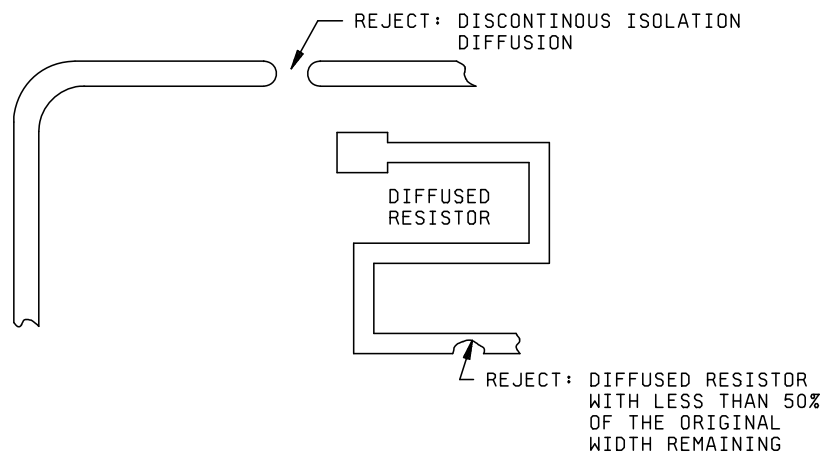 REJECT: DISCONTINOUS ISOLATION
DIFFUSION
DIFFUSED
RESISTOR
REJECT: DIFFUSED RESISTOR
WITH LESS THAN 50%
OF THE ORIGINAL
WIDTH REMAINING